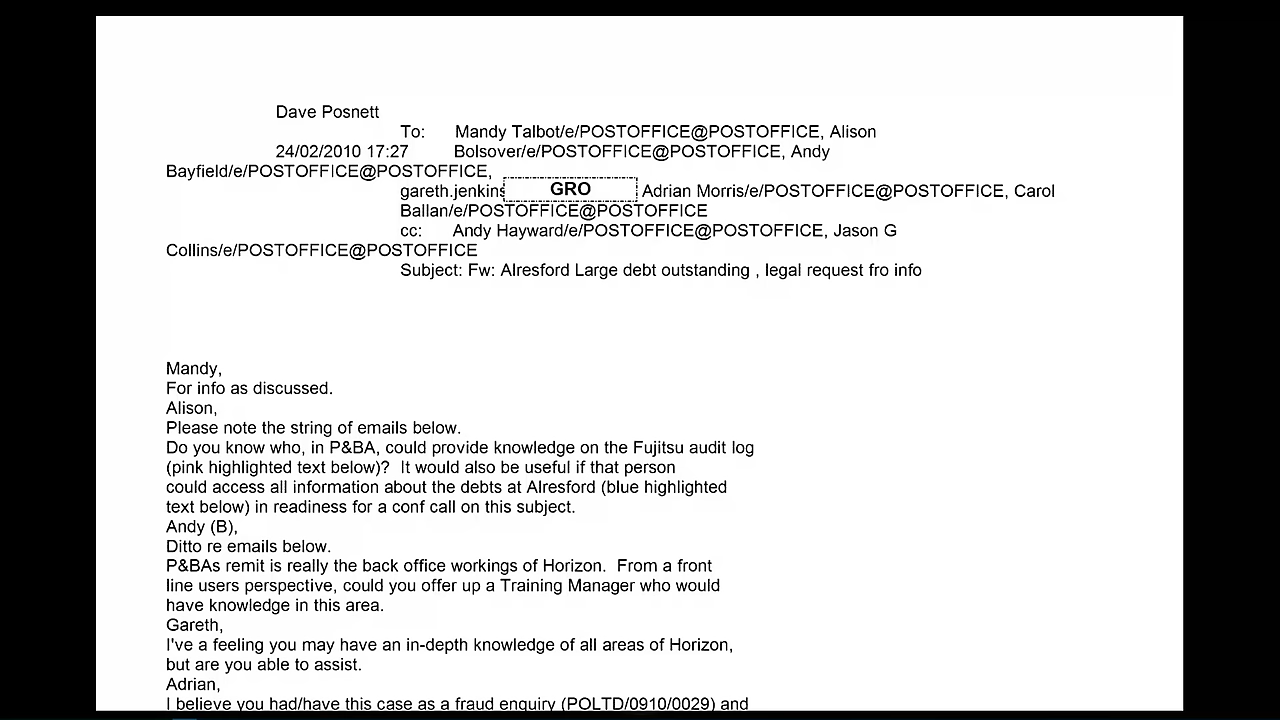 Dave Posnett
To: Mandy Talbot/e/POSTOFFICE@POSTOFFICE, Alison
24/02/2010 17:27 Bolsover/e/POSTOFFICE@POSTOFFICE, Andy
Bayfield/e/POSTOFFICE@POSTOFFICE,
gareth.jenkins GRO Adrian Morris/e/POSTOFFICE@POSTOFFICE, Carol
Ballan/e/POSTOFFICE@POSTOFFICE
cc: Andy Hayward/e/POSTOFFICE@POSTOFFICE, Jason G
Collins/e/POSTOFFICE@POSTOFFICE
Subject: Fw: Alresford Large debt outstanding , legal request fro info
Mandy,
For info as discussed.
Alison,
Please note the string of emails below.
Do you know who, in P&BA, could provide knowledge on the Fujitsu audit log
(pink highlighted text below)? It would also be useful if that person
could access all information about the debts at Alresford (blue highlighted
text below) in readiness for a conf call on this subject.
Andy (B),
Ditto re emails below.
P&BAs remit is really the back office workings of Horizon. From a front
line users perspective, could you offer up a Training Manager who would
have knowledge in this area.
Gareth,
I've a feeling you may have an in-depth knowledge of all areas of Horizon,
but are you able to assist.
Adrian,
I believe you had/have this case as a fraud enquiry (POLTD/0910/0029) and